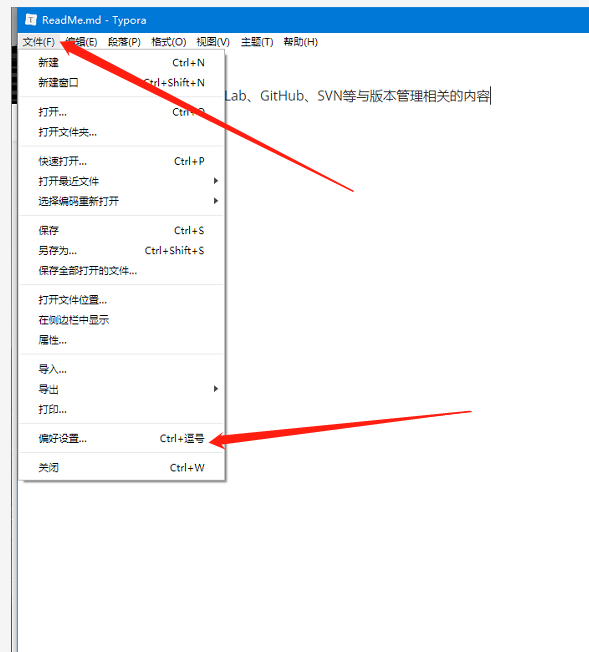 ReadMe.md - Typora
文件(F) 编辑(E) 段落(P) 格式(O) 视图(V) 主题(T) 帮助(H)
新建 Ctrl+N
新建窗口 Ctrl+Shift+N
Lab、GitHub、SVN等与版本管理相关的内容
打开... Ctrl+O
打开文件夹...
快速打开... Ctrl+P
打开最近文件
选择编码重新打开
保存 Ctrl+S
另存为... Ctrl+Shift+S
保存全部打开的文件...
打开文件位置...
在侧边栏中显示
属性...
导入...
导出
打印...
偏好设置... Ctrl+逗号
关闭 Ctrl+W